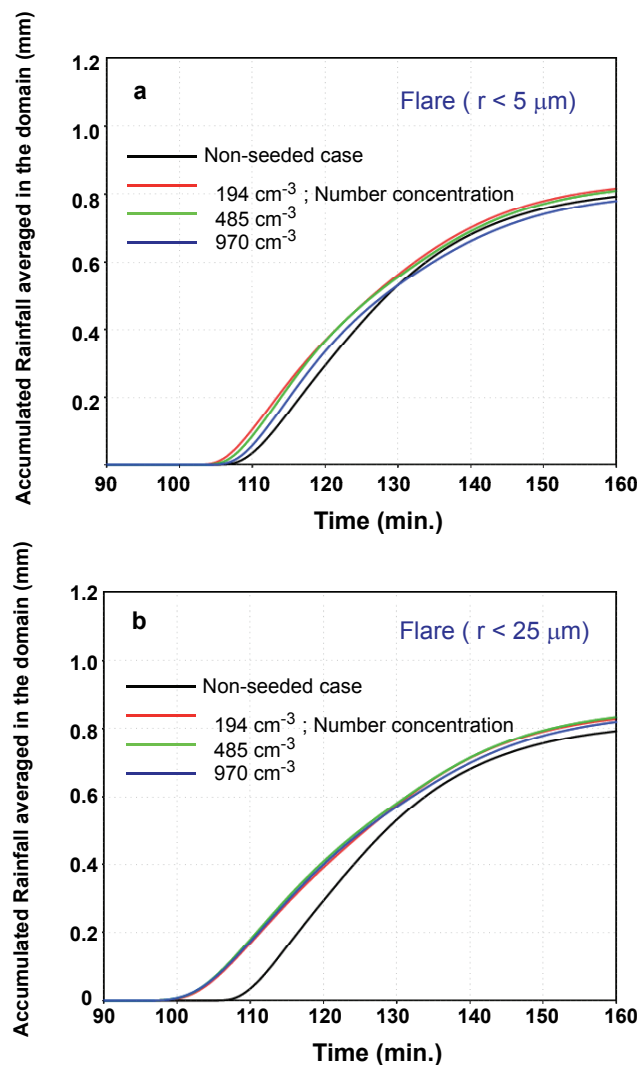 a
Flare ( r < 5 μm)
Non-seeded case
194 cm-3 ; Number concentration
485 cm-3
970 cm-3
Accumulated Rainfall averaged in the domain (mm)
1.2
1.0
0.8
0.6
0.4
0.2
90 100 110 120 130 140 150 160
Time (min.)
b
Flare ( r < 25 μm)
Non-seeded case
194 cm-3 ; Number concentration
485 cm-3
970 cm-3
Accumulated Rainfall averaged in the domain (mm)
1.2
1.0
0.8
0.6
0.4
0.2
0
90 100 110 120 130 140 150 160
Time (min.)